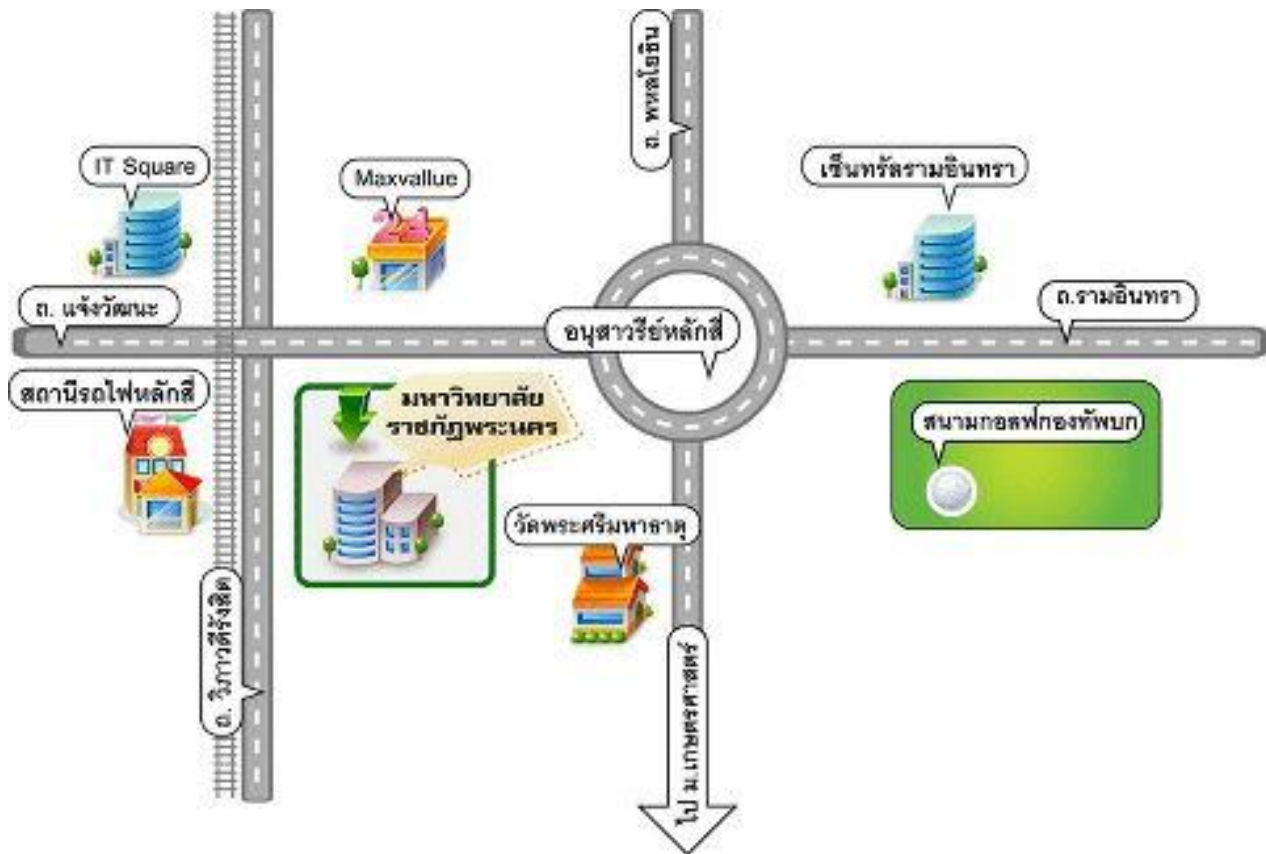 ถ. พหลโยธิน
IT Square
Maxvallue
24
เซ็นทรัลรามอินทรา
ถ. แจ้งวัฒนะ
อนุสาวรีย์หลักสี่
ถ.รามอินทรา
สถานีรถไฟหลักสี่
มหาวิทยาลัย
ราชภัฏพระนคร
สนามกอล์ฟกองทัพบก
วัดพระศรีมหาธาตุ
ถ. วิภาวดีรังสิต
ไป ม.เกษตรศาสตร์